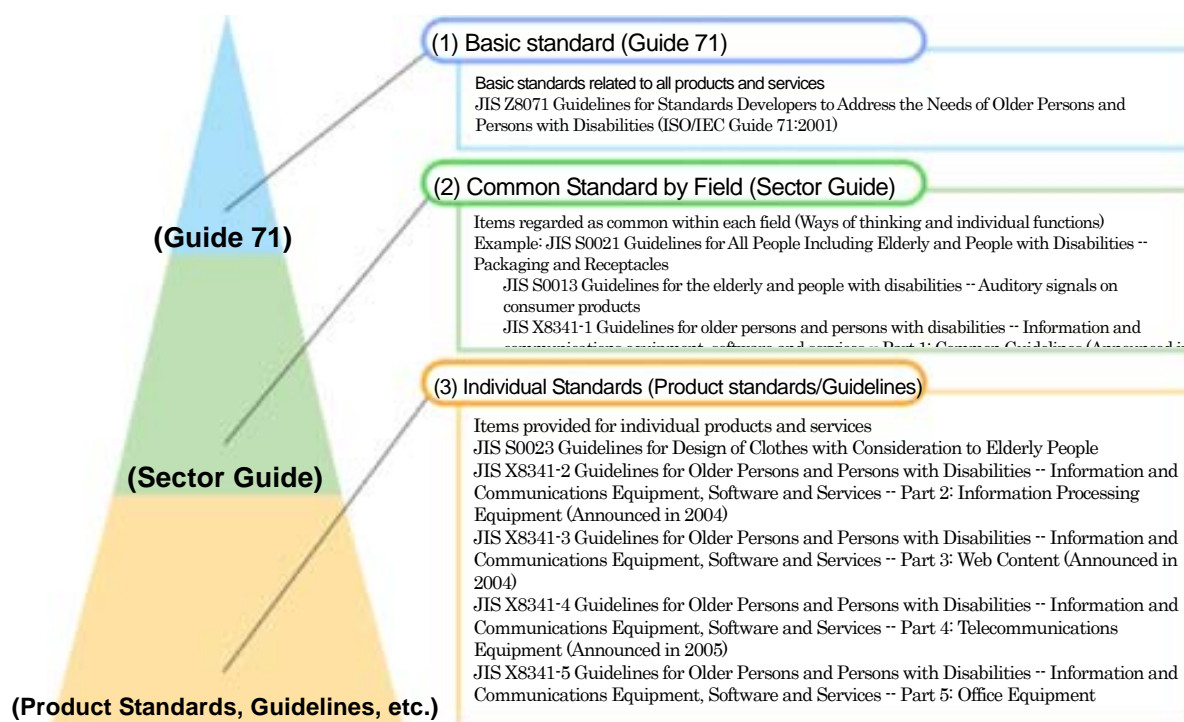 (1) Basic standard (Guide 71)
Basic standards related to all products and services
JIS Z8071 Guidelines for Standards Developers to Address the Needs of Older Persons and
Persons with Disabilities (ISO/IEC Guide 71:2001)
(Guide 71)
(2) Common Standard by Field (Sector Guide)
Items regarded as common within each field (Ways of thinking and individual functions)
Example: JIS S0021 Guidelines for All People Including Elderly and People with Disabilities --
Packaging and Receptacles
JIS S0013 Guidelines for the elderly and people with disabilities -- Auditory signals on
consumer products
JIS X8341-1 Guidelines for older persons and persons with disabilities -- Information and
communications equipment, software and services -- Part 1: Common Guidelines (Announced in
(Sector Guide)
(3) Individual Standards (Product standards/Guidelines)
Items provided for individual products and services
JIS S0023 Guidelines for Design of Clothes with Consideration to Elderly People
JIS X8341-2 Guidelines for Older Persons and Persons with Disabilities -- Information and
Communications Equipment, Software and Services -- Part 2: Information Processing
Equipment (Announced in 2004)
JIS X8341-3 Guidelines for Older Persons and Persons with Disabilities -- Information and
Communications Equipment, Software and Services -- Part 3: Web Content (Announced in
2004)
JIS X8341-4 Guidelines for Older Persons and Persons with Disabilities -- Information and
Communications Equipment, Software and Services -- Part 4: Telecommunications
Equipment (Announced in 2005)
JIS X8341-5 Guidelines for Older Persons and Persons with Disabilities -- Information and
Communications Equipment, Software and Services -- Part 5: Office Equipment
(Product Standards, Guidelines, etc.)